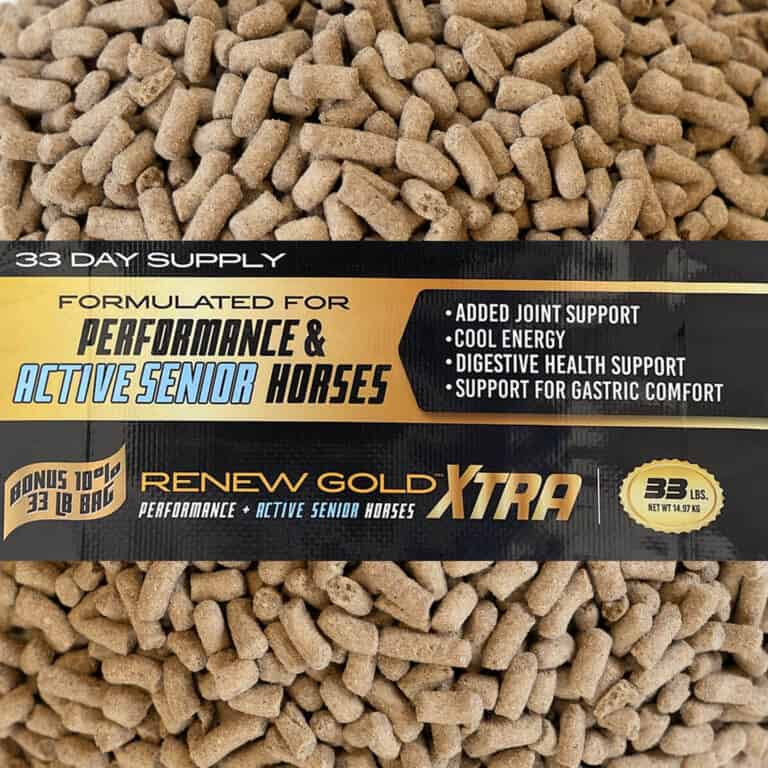 33 DAY SUPPLY
FORMULATED FOR
PERFORMANCE &
ACTIVE SENIOR HORSES
• ADDED JOINT SUPPORT
• COOL ENERGY
• DIGESTIVE HEALTH SUPPORT
• SUPPORT FOR GASTRIC COMFORT
BONUS 10%
33 LB BAG
RENEW GOLD™ XTRA
PERFORMANCE + ACTIVE SENIOR HORSES
33 LBS.
NET WT 14.97 KG